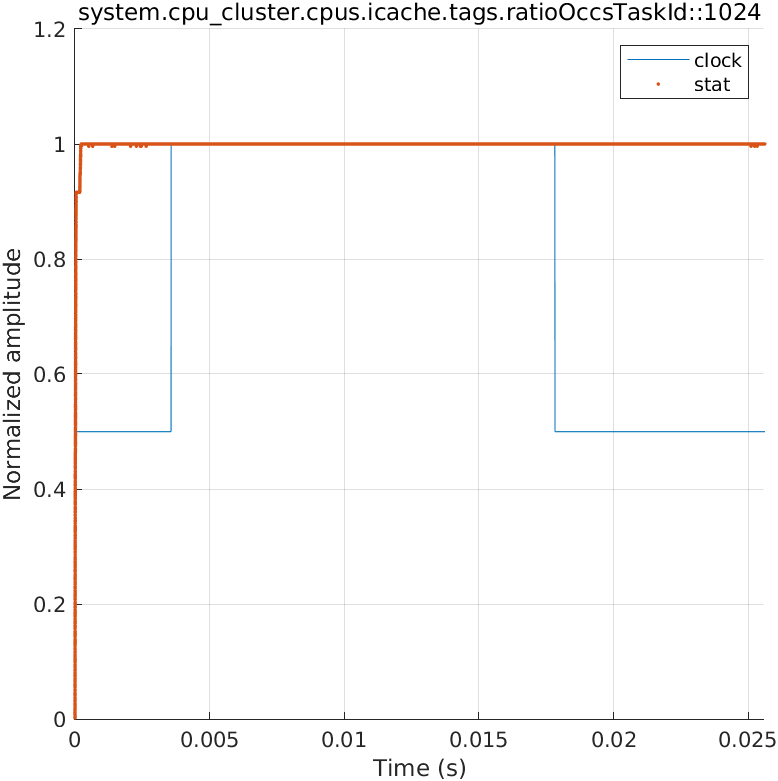 system.cpu_cluster.cpus.icache.tags.ratioOccsTaskId::1024
1.2
clock
stat
1
0.8
Normalized amplitude
0.6
0.4
0.2
0
0 0.005 0.01 0.015 0.02 0.025
Time (s)